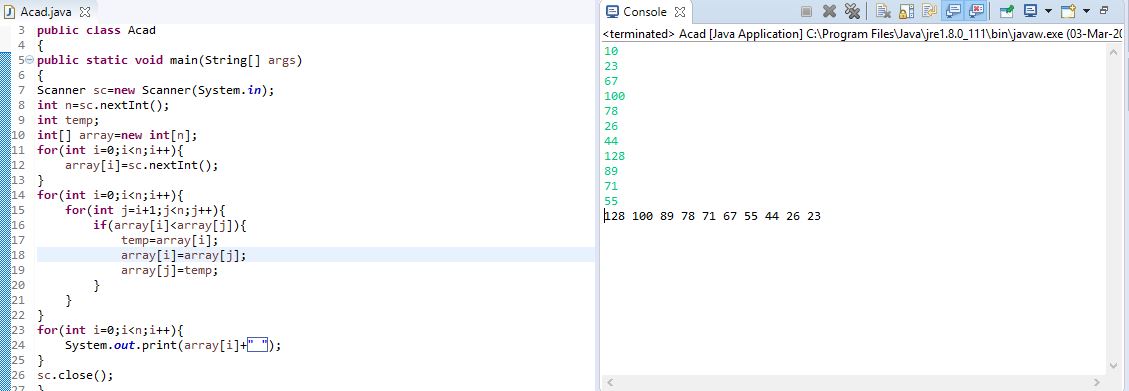 Acad.java
3 public class Acad
4 {
5 public static void main(String[] args)
6 {
7 Scanner sc=new Scanner(System.in);
8 int n=sc.nextInt();
9 int temp;
10 int[] array=new int[n];
11 for(int i=0;i<n;i++){
12     array[i]=sc.nextInt();
13 }
14 for(int i=0;i<n;i++){
15     for(int j=i+1;j<n;j++){
16         if(array[i]<array[j]){
17             temp=array[i];
18             array[i]=array[j];
19             array[j]=temp;
20         }
21     }
22 }
23 for(int i=0;i<n;i++){
24     System.out.print(array[i]+" ");
25 }
26 sc.close();
27 }
Console
<terminated> Acad [Java Application] C:\Program Files\Java\jre1.8.0_111\bin\javaw.exe (03-Mar-20
10
23
67
100
78
26
44
128
89
71
55
128 100 89 78 71 67 55 44 26 23